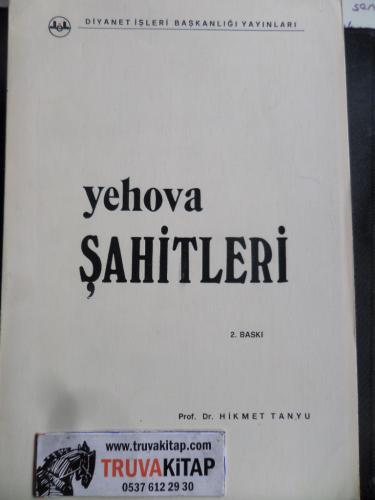 DİYANET İŞLERİ BAŞKANLIĞI YAYINLARI
yehova
ŞAHİTLERİ
2. BASKI
Prof. Dr. HİKMET TANYU
www.truvakitap.com
TRUVAKİTAP
0537 612 29 30